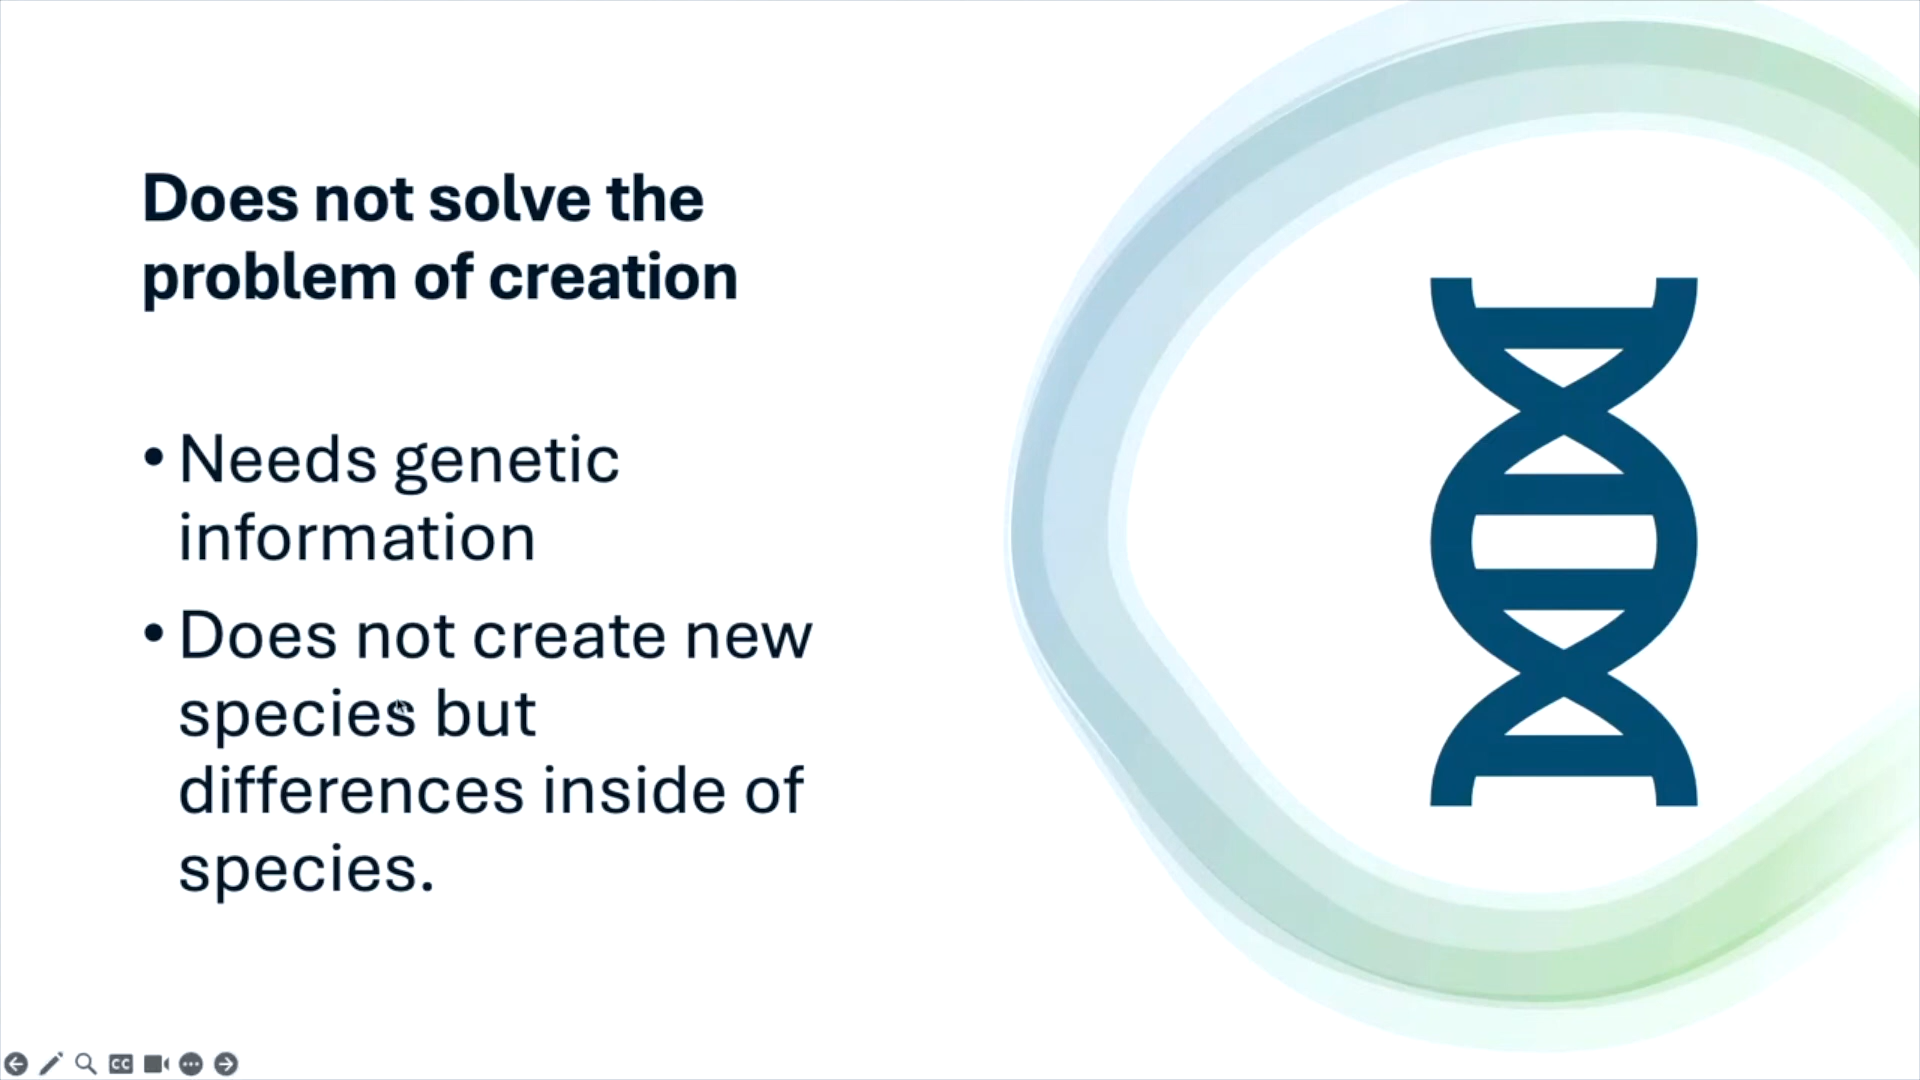 Does not solve the
problem of creation
• Needs genetic
information
• Does not create new
species but
differences inside of
species.
CC